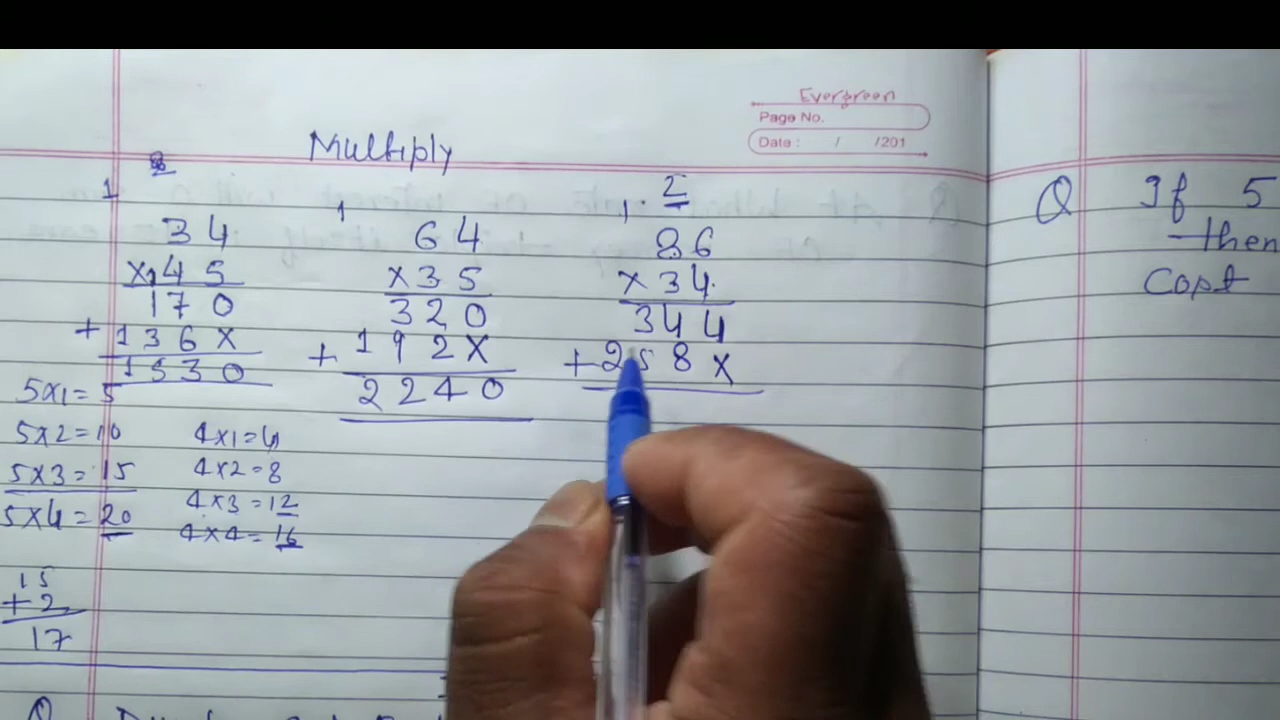 Evergreen
Page No.
Date : / /201
Multiply
1
34
x45
170
+136X
1530
1
64
x35
320
+192X
2240
1 2
86
x34
344
+258x
5x1=5
5x2=10
5x3=15
5x4=20
4x1=4
4x2=8
4x3=12
4x4=16
15
+2
17
Q If 5
then
Q